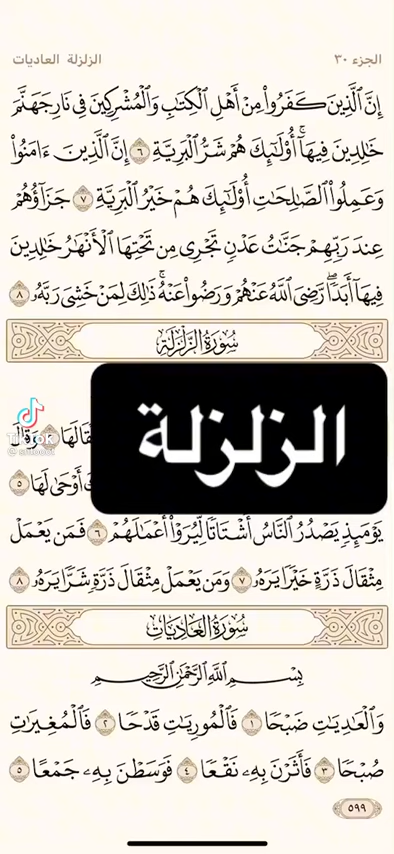 الجزء ٣٠
الزلزلة العاديات
إِنَّ ٱلَّذِينَ كَفَرُوا۟ مِنْ أَهْلِ ٱلْكِتَـٰبِ وَٱلْمُشْرِكِينَ فِى نَارِ جَهَنَّمَ
خَـٰلِدِينَ فِيهَآ ۚ أُو۟لَـٰٓئِكَ هُمْ شَرُّ ٱلْبَرِيَّةِ ٦ إِنَّ ٱلَّذِينَ ءَامَنُوا۟
وَعَمِلُوا۟ ٱلصَّـٰلِحَـٰتِ أُو۟لَـٰٓئِكَ هُمْ خَيْرُ ٱلْبَرِيَّةِ ٧ جَزَآؤُهُمْ
عِندَ رَبِّهِمْ جَنَّـٰتُ عَدْنٍ تَجْرِى مِن تَحْتِهَا ٱلْأَنْهَـٰرُ خَـٰلِدِينَ
فِيهَآ أَبَدًا ۖ رَّضِىَ ٱللَّهُ عَنْهُمْ وَرَضُوا۟ عَنْهُ ۚ ذَٰلِكَ لِمَنْ خَشِىَ رَبَّهُۥ ٨
سُورَةُ الزَّلْزَلَةِ
الزلزلة
وَقَالَ
أَوْحَىٰ لَهَا ٥
يَوْمَئِذٍ يَصْدُرُ ٱلنَّاسُ أَشْتَاتًا لِّيُرَوْا۟ أَعْمَـٰلَهُمْ ٦ فَمَن يَعْمَلْ
مِثْقَالَ ذَرَّةٍ خَيْرًا يَرَهُۥ ٧ وَمَن يَعْمَلْ مِثْقَالَ ذَرَّةٍ شَرًّا يَرَهُۥ ٨
سُورَةُ العَادِيَاتِ
بِسْمِ ٱللَّهِ ٱلرَّحْمَـٰنِ ٱلرَّحِيمِ
وَٱلْعَـٰدِيَـٰتِ ضَبْحًا ١ فَٱلْمُورِيَـٰتِ قَدْحًا ٢ فَٱلْمُغِيرَٰتِ
صُبْحًا ٣ فَأَثَرْنَ بِهِۦ نَقْعًا ٤ فَوَسَطْنَ بِهِۦ جَمْعًا ٥
٥٩٩